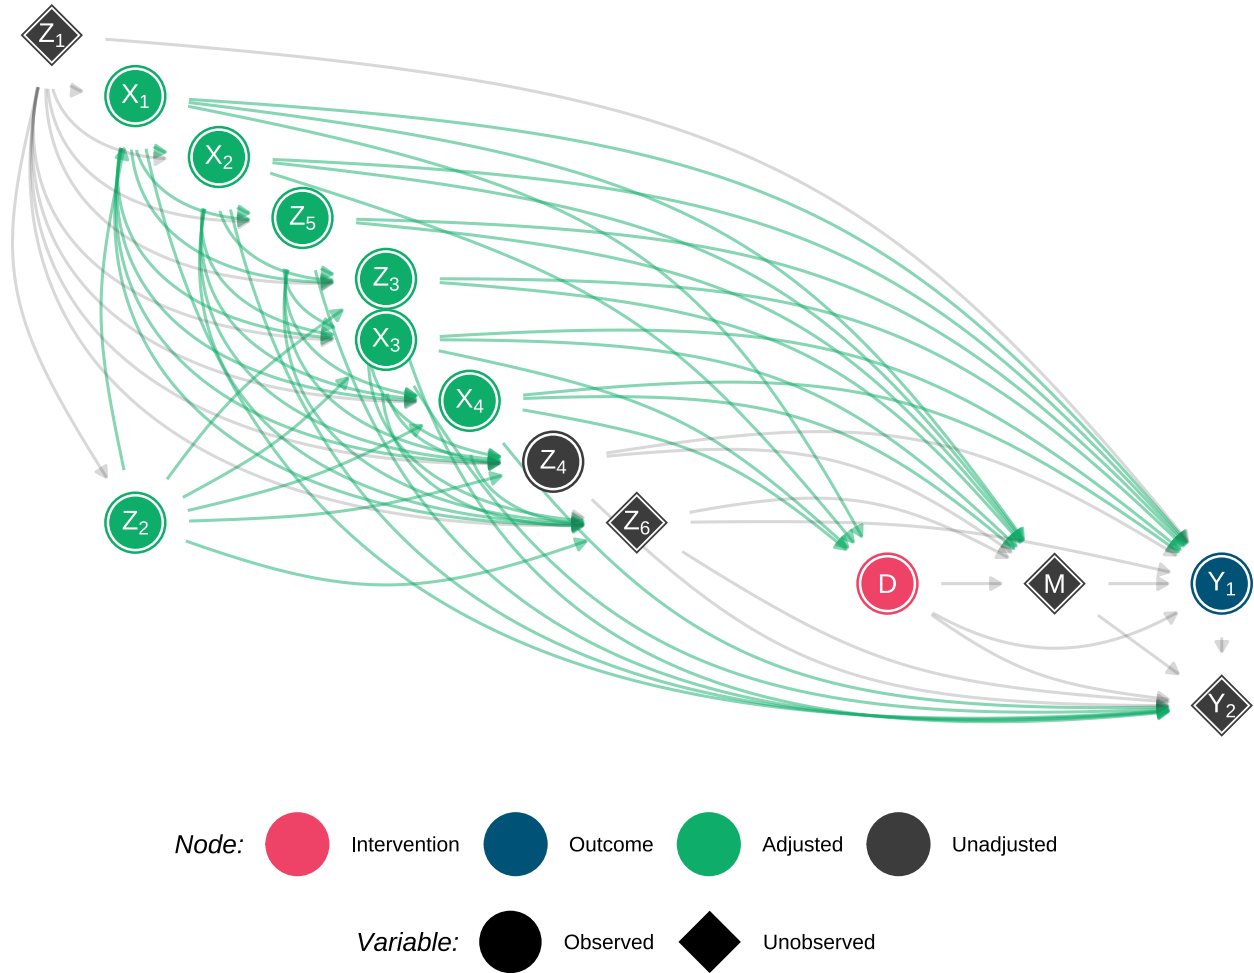 Z1
X1
X2
Z5
Z3
X3
X4
Z4
Z2
Z6
D
M
Y1
Y2
Node: Intervention Outcome Adjusted Unadjusted
Variable: Observed Unobserved